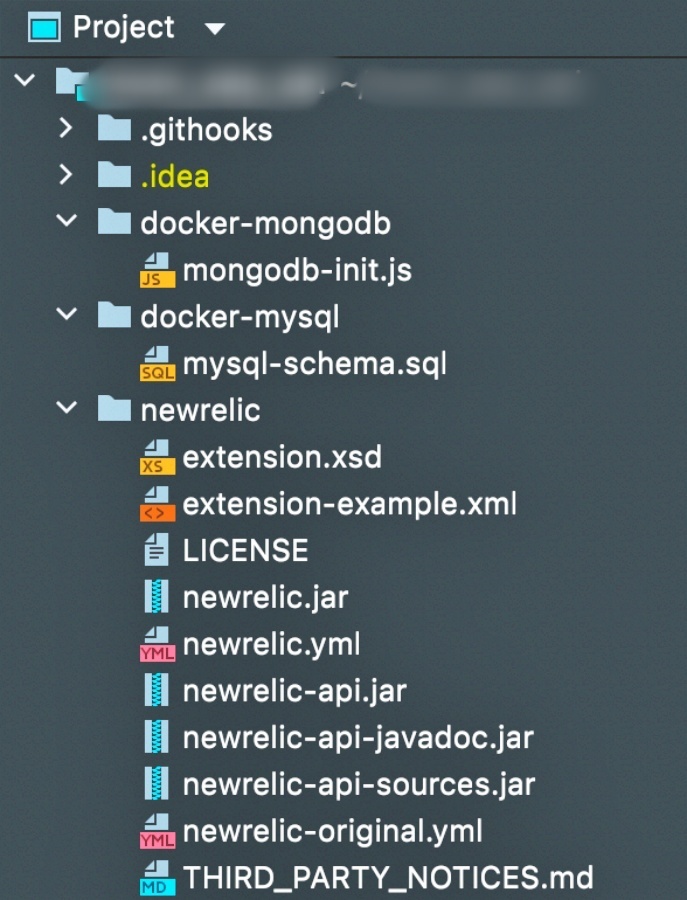 Project
~
.githooks
.idea
docker-mongodb
JS mongodb-init.js
docker-mysql
SQL mysql-schema.sql
newrelic
XS extension.xsd
<> extension-example.xml
LICENSE
newrelic.jar
YML newrelic.yml
newrelic-api.jar
newrelic-api-javadoc.jar
newrelic-api-sources.jar
YML newrelic-original.yml
MD THIRD_PARTY_NOTICES.md